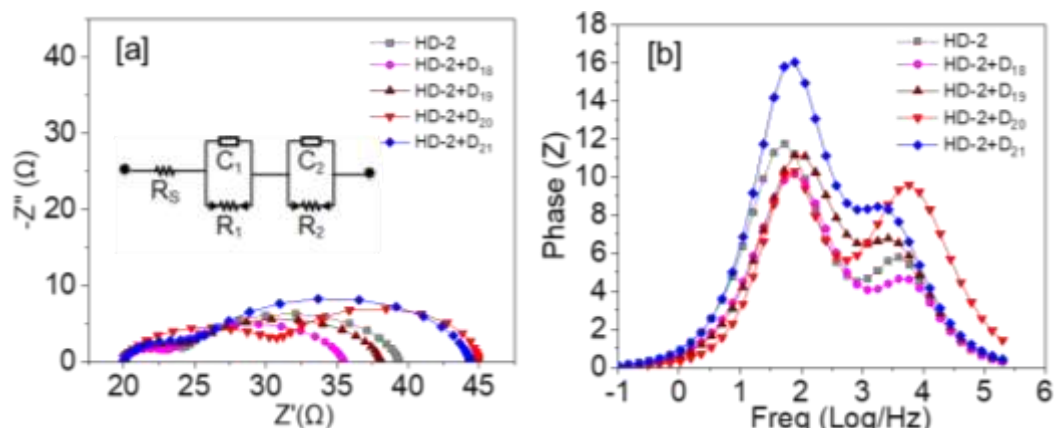 [a]
HD-2
HD-2+D₁₈
HD-2+D₁₉
HD-2+D₂₀
HD-2+D₂₁
-Z'' (Ω)
40
30
20
10
0
R_S
C₁
R₁
C₂
R₂
20 25 30 35 40 45
Z'(Ω)
[b]
HD-2
HD-2+D₁₈
HD-2+D₁₉
HD-2+D₂₀
HD-2+D₂₁
Phase (Z)
18
16
14
12
10
8
6
4
2
0
-1 0 1 2 3 4 5 6
Freq (Log/Hz)